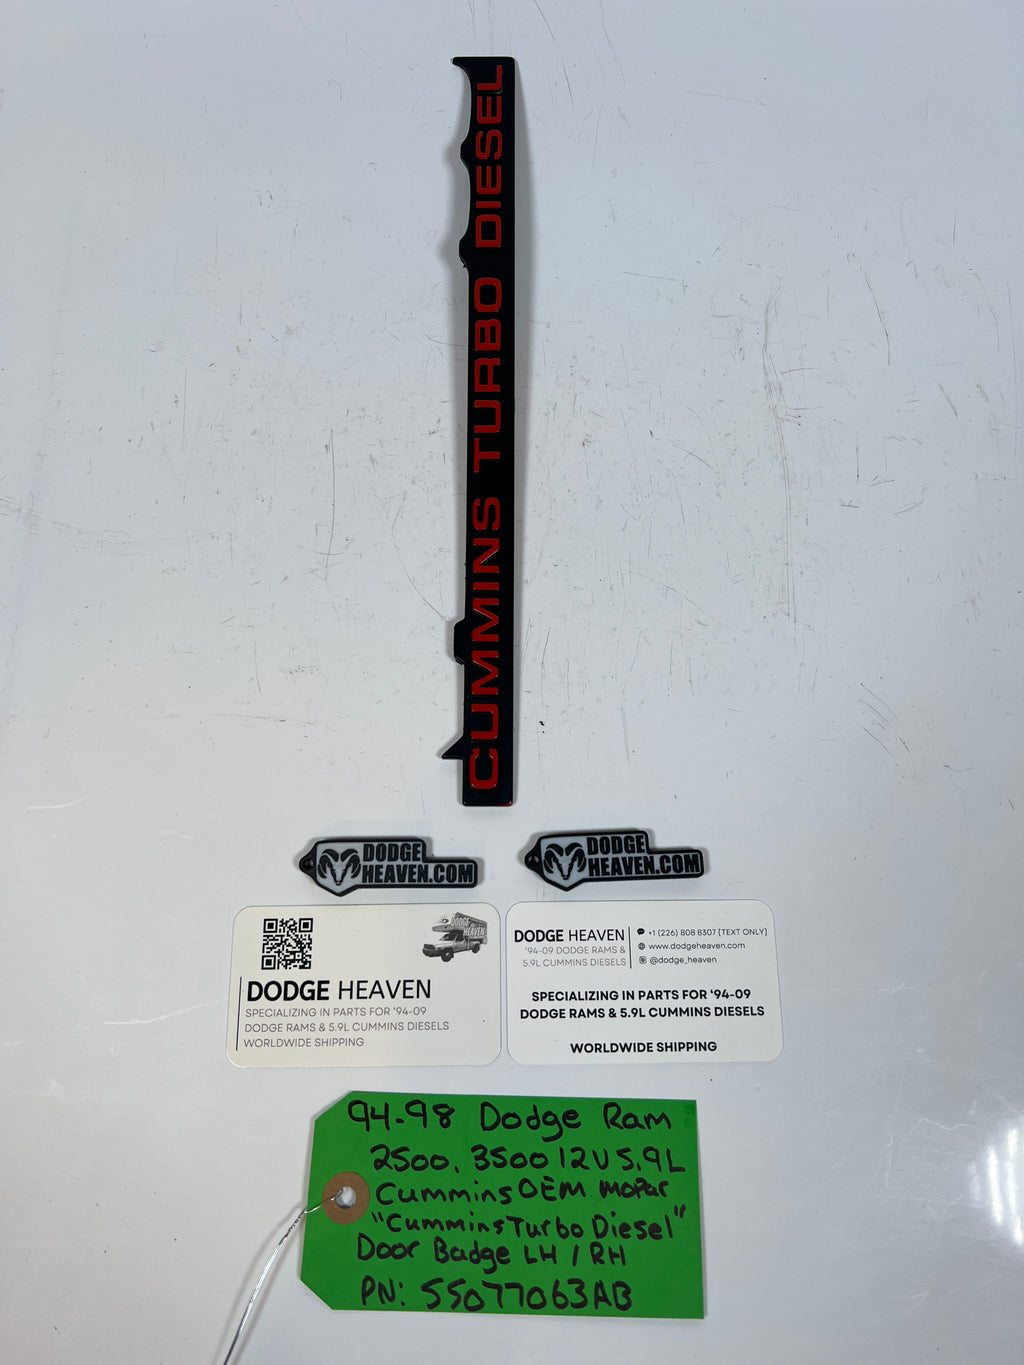 CUMMINS TURBO DIESEL
DODGE
HEAVEN.COM
DODGE
HEAVEN.COM
DODGE
HEAVEN
DODGE HEAVEN
SPECIALIZING IN PARTS FOR '94-09
DODGE RAMS & 5.9L CUMMINS DIESELS
WORLDWIDE SHIPPING
DODGE HEAVEN
'94-09 DODGE RAMS &
5.9L CUMMINS DIESELS
+1 (226) 808 8307 [TEXT ONLY]
www.dodgeheaven.com
@dodge_heaven
SPECIALIZING IN PARTS FOR '94-09
DODGE RAMS & 5.9L CUMMINS DIESELS
WORLDWIDE SHIPPING
94-98 Dodge Ram
2500, 3500 12V 5.9L
Cummins OEM Mopar
"Cummins Turbo Diesel"
Door Badge LH / RH
PN: 55077063AB